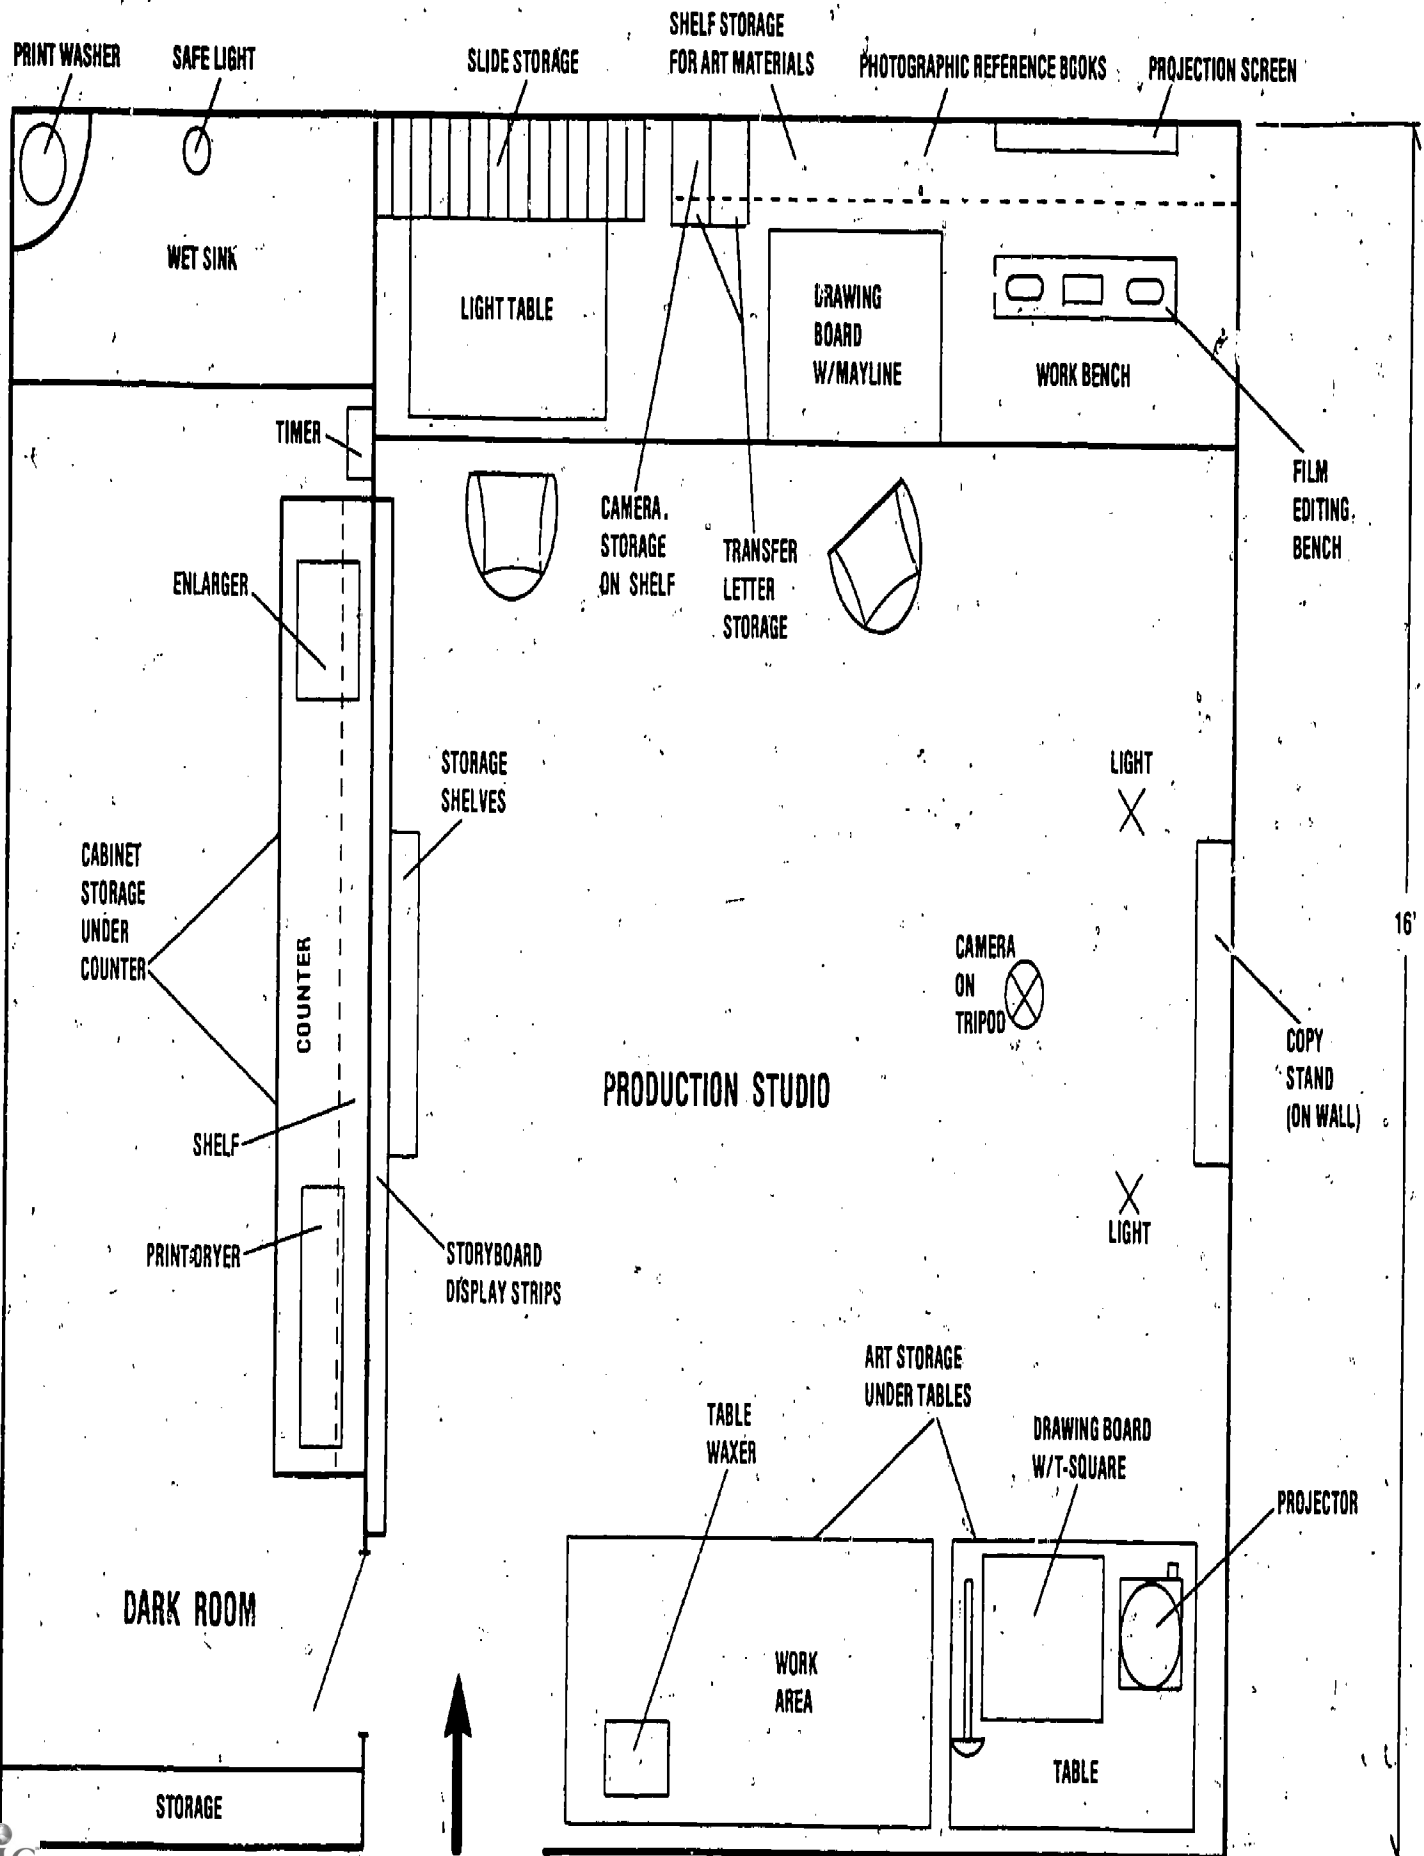 PRINT WASHER
SAFE LIGHT
SLIDE STORAGE
SHELF STORAGE
FOR ART MATERIALS
PHOTOGRAPHIC REFERENCE BOOKS
PROJECTION SCREEN
WET SINK
LIGHT TABLE
DRAWING
BOARD
W/MAYLINE
WORK BENCH
TIMER
FILM
EDITING
BENCH
CAMERA
STORAGE
ON SHELF
TRANSFER
LETTER
STORAGE
ENLARGER
STORAGE
SHELVES
LIGHT
CABINET
STORAGE
UNDER
COUNTER
COUNTER
16'
CAMERA
ON
TRIPOD
COPY
STAND
(ON WALL)
PRODUCTION STUDIO
SHELF
LIGHT
PRINT DRYER
STORYBOARD
DISPLAY STRIPS
ART STORAGE
UNDER TABLES
TABLE
WAXER
DRAWING BOARD
W/T-SQUARE
PROJECTOR
DARK ROOM
WORK
AREA
TABLE
STORAGE